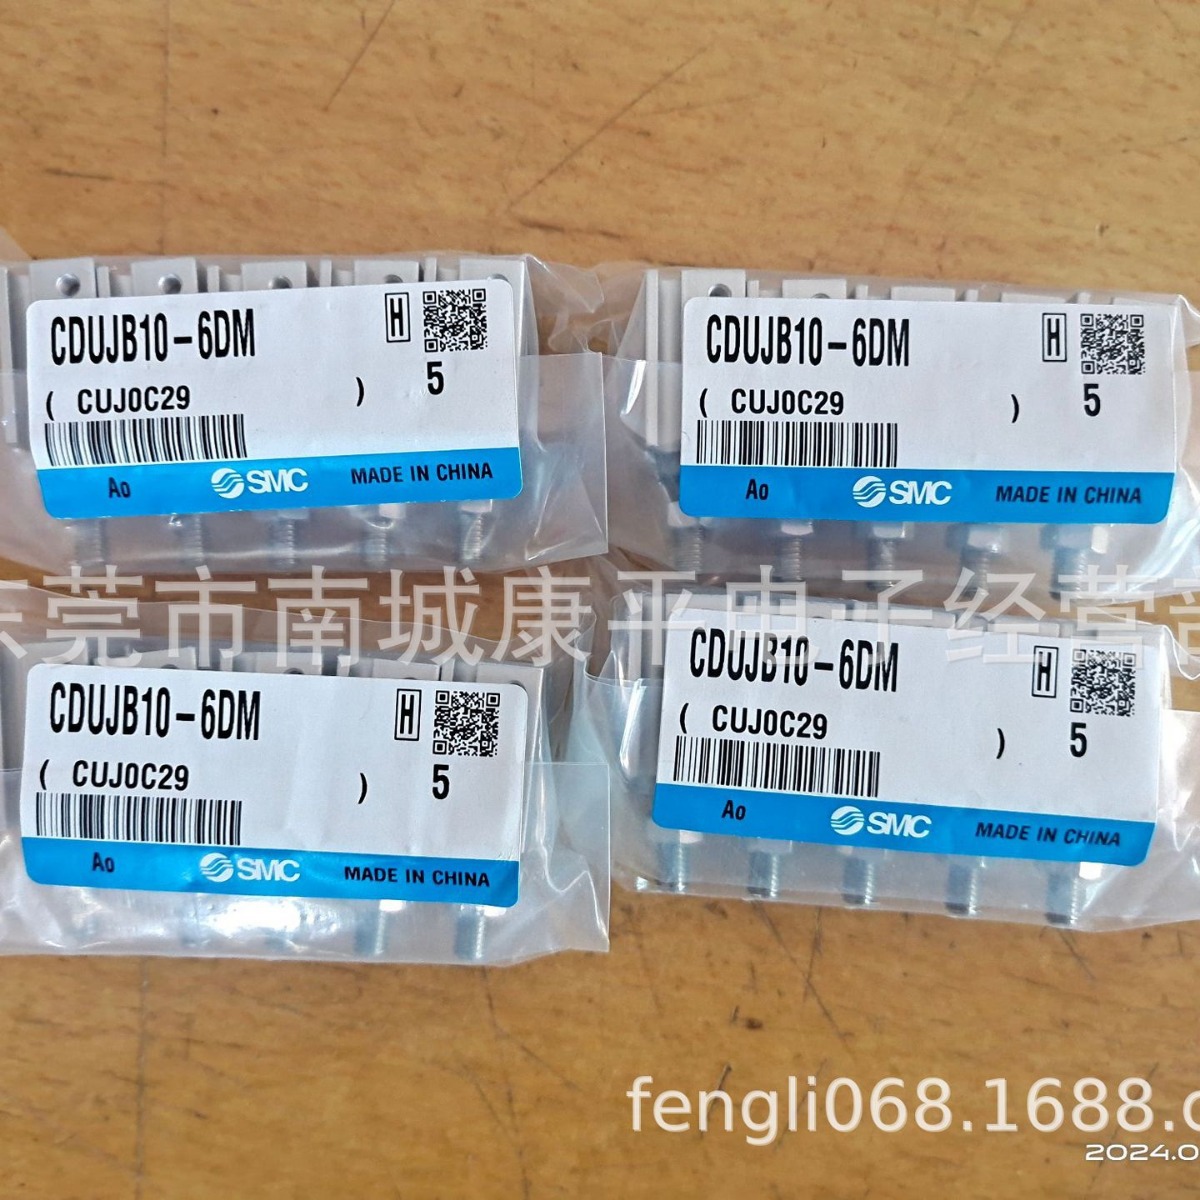 CDUJB10-6DM
H
( CUJ0C29 )
5
Ao
SMC
MADE IN CHINA
CDUJB10-6DM
H
( CUJ0C29 )
5
Ao
SMC
MADE IN CHINA
东莞市南城康平电子经营部
CDUJB10-6DM
H
( CUJ0C29 )
5
Ao
SMC
MADE IN CHINA
CDUJB10-6DM
H
( CUJ0C29 )
5
Ao
SMC
MADE IN CHINA
fengli068.1688.c
2024.0